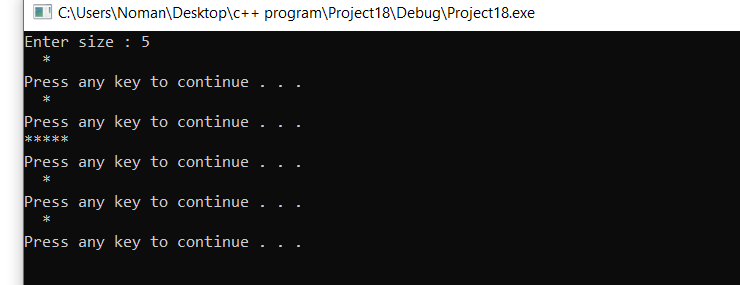 C:\Users\Noman\Desktop\c++ program\Project18\Debug\Project18.exe
Enter size : 5
  *
Press any key to continue . . .
  *
Press any key to continue . . .
*****
Press any key to continue . . .
  *
Press any key to continue . . .
  *
Press any key to continue . . .